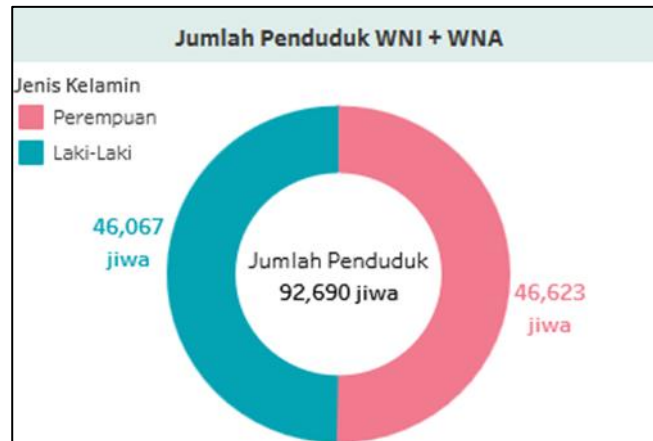 Jumlah Penduduk WNI + WNA
Jenis Kelamin
Perempuan
Laki-Laki
46,067
jiwa
Jumlah Penduduk
92,690 jiwa
46,623
jiwa